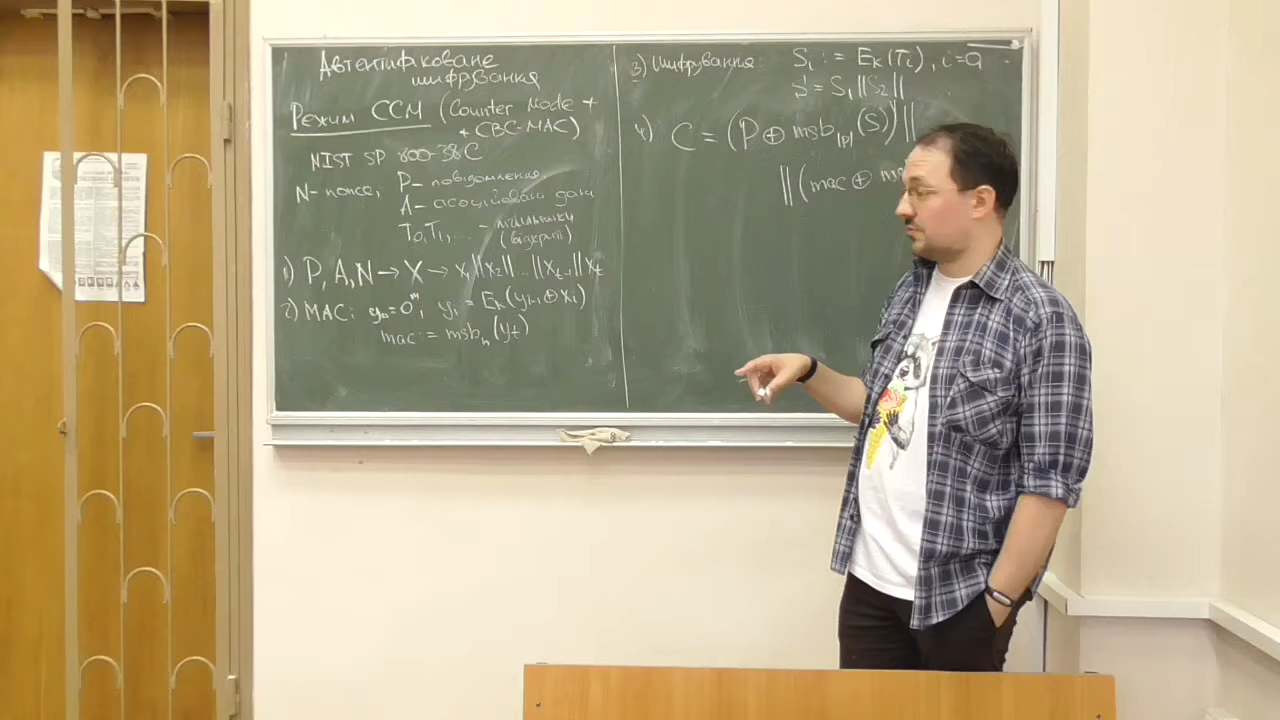 Автентифіковане
шифрування
Режим CCM (Counter Mode +
+ CBC-MAC)
NIST SP 800-38C
N - nonce, P - повідомлення
A - асоційовані дані
T₀, T₁, ... - лічильники
(відкриті)
1) P, A, N → X → x₁||x₂||...||xₜ₋₁||xₜ
2) MAC: y₀ = 0ᵐ, yᵢ = Eₖ(yᵢ₋₁ ⊕ xᵢ)
mac := msbₙ(yₜ)
3) Шифрування: Sᵢ := Eₖ(Tᵢ), i = 0
S = S₁||S₂||
4) C = (P ⊕ msb|P|(S)) ||
|| (mac ⊕